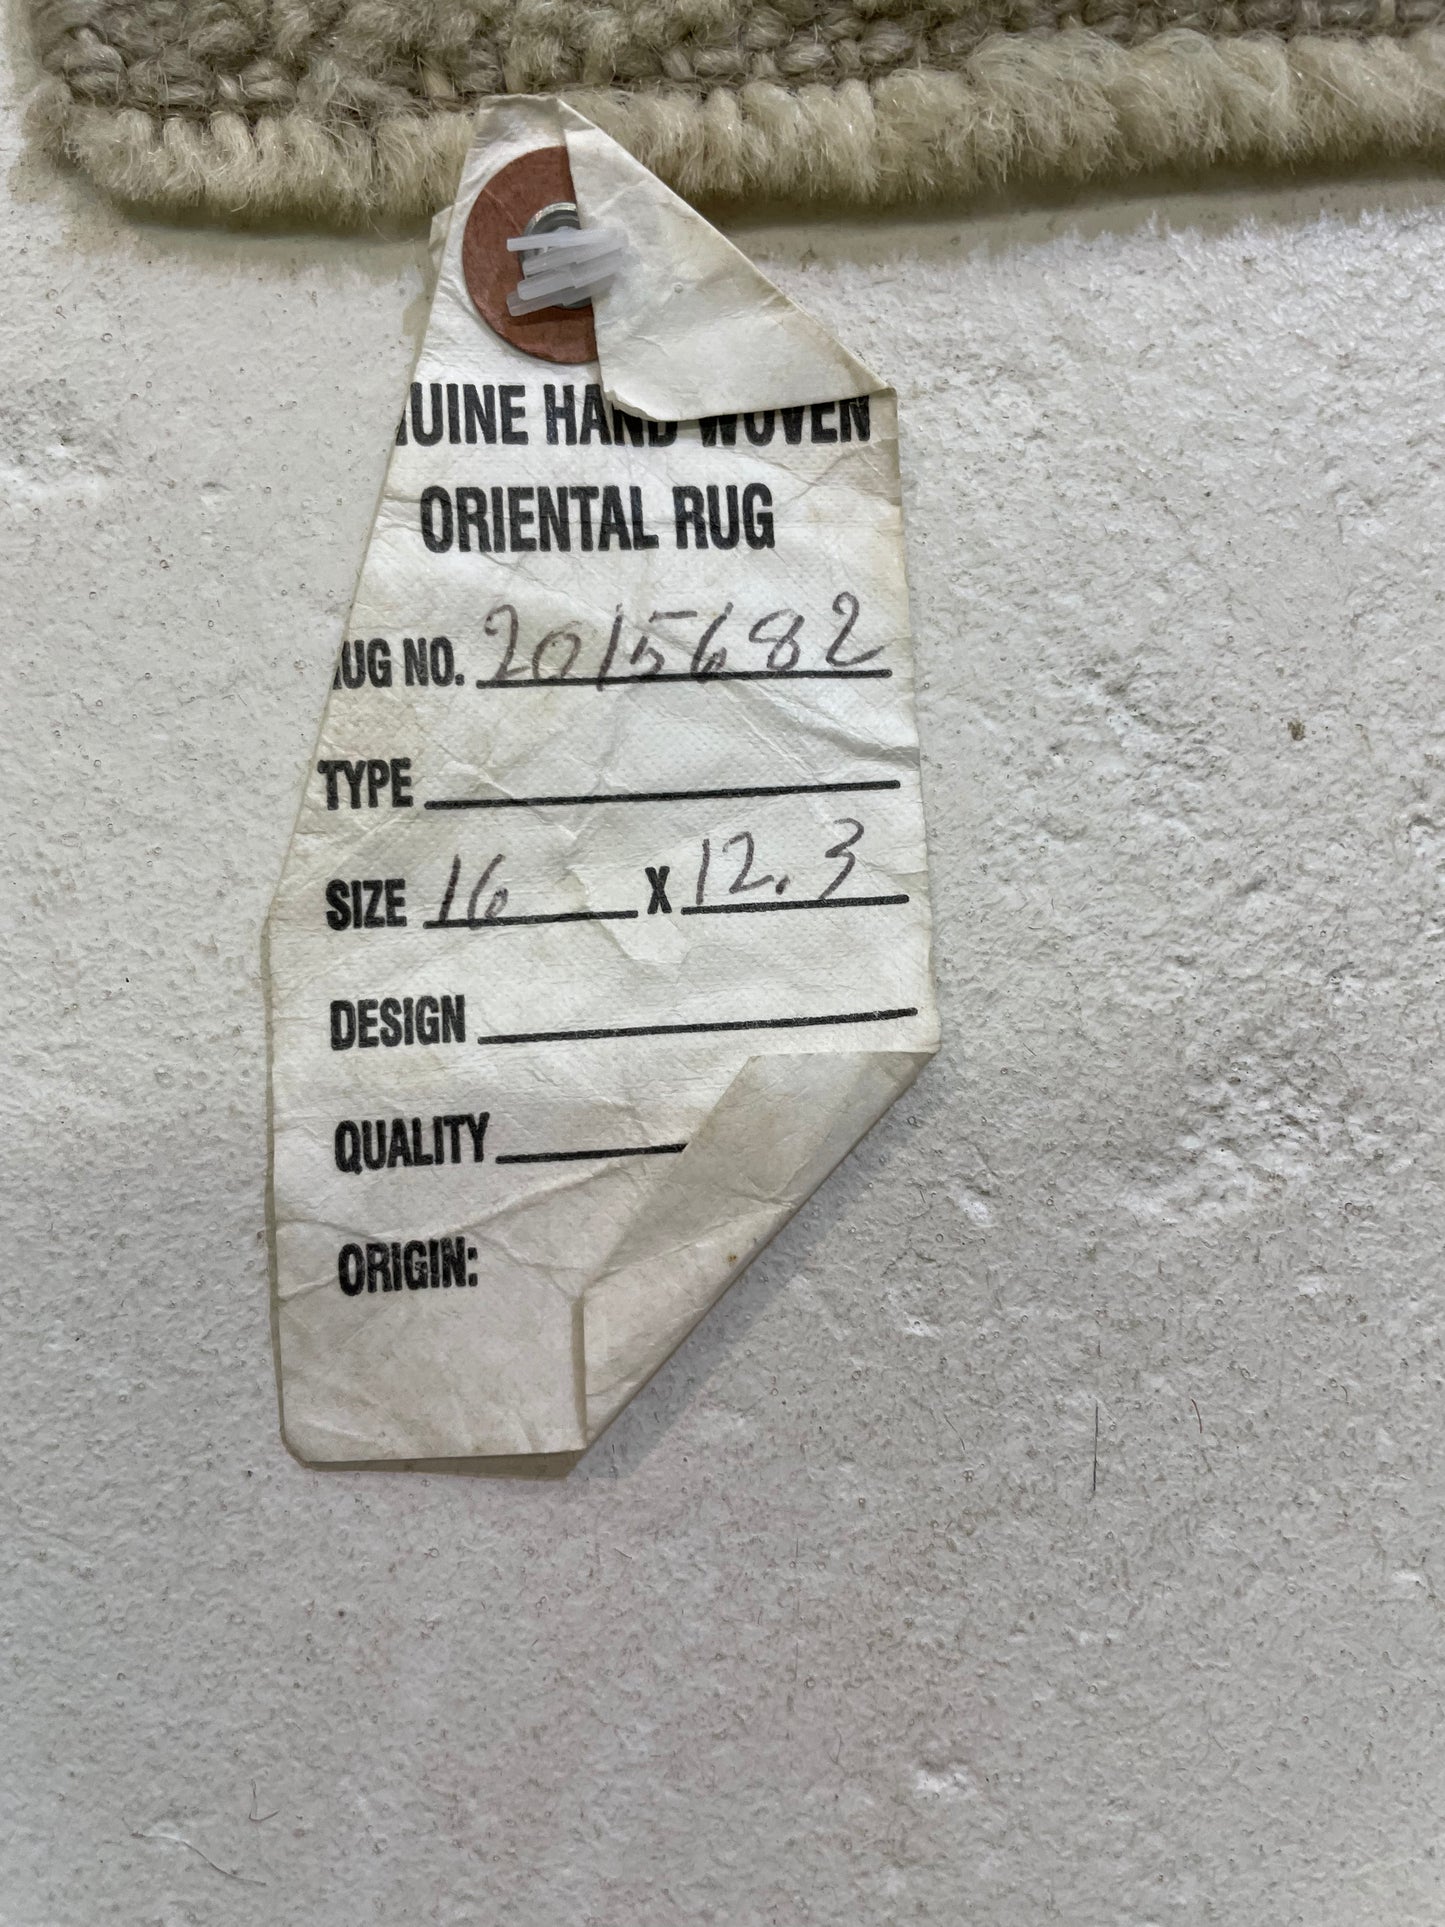 UINE HAND WOVEN
ORIENTAL RUG
UG NO. 2015682
TYPE
SIZE 16 X 12.3
DESIGN
QUALITY
ORIGIN: